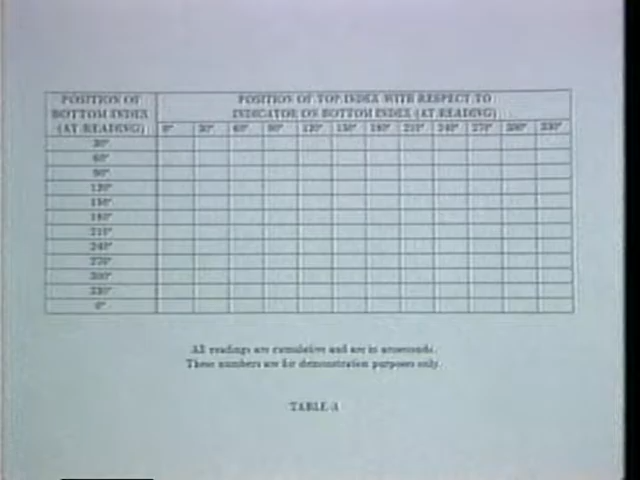 POSITION OF
BOTTOM INDEX
(AT READING)
POSITION OF TOP INDEX WITH RESPECT TO
INDICATOR ON BOTTOM INDEX (AT READING)
0° 30° 60° 90° 120° 150° 180° 210° 240° 270° 300° 330°
30°
60°
90°
120°
150°
180°
210°
240°
270°
300°
330°
0°
All readings are cumulative and are in arcseconds.
These numbers are for demonstration purposes only.
TABLE